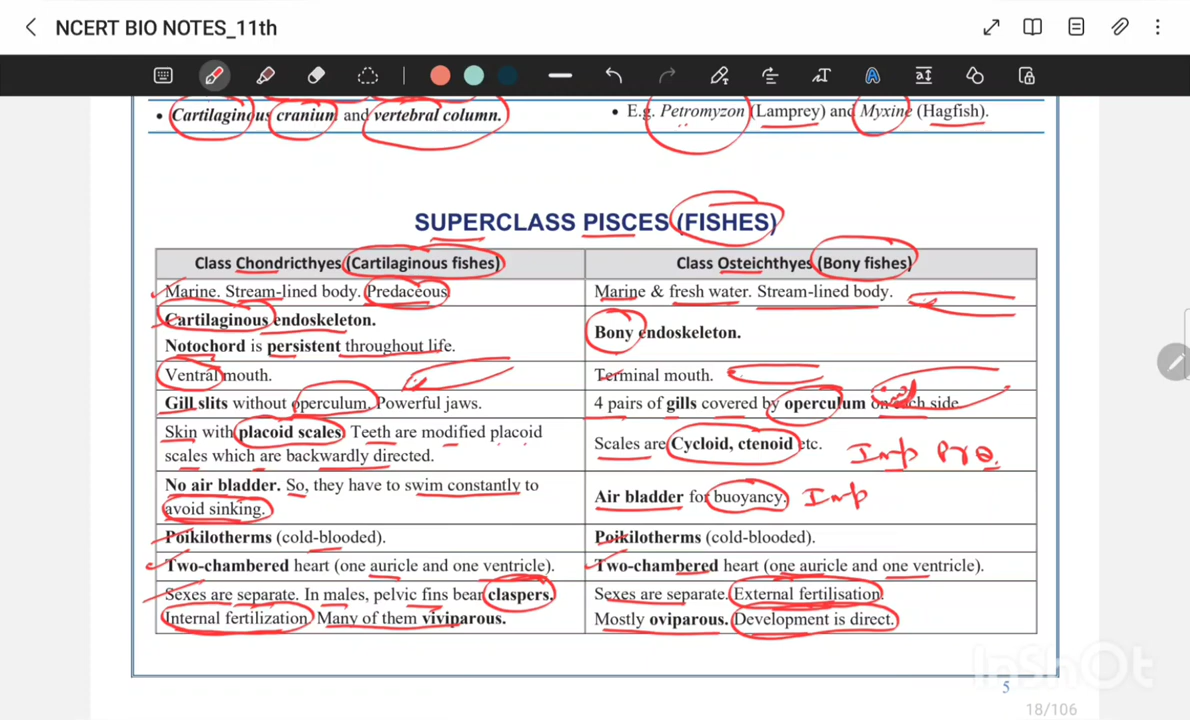 NCERT BIO NOTES_11th
• Cartilaginous cranium and vertebral column.
• E.g. Petromyzon (Lamprey) and Myxine (Hagfish).
SUPERCLASS PISCES (FISHES)
Class Chondricthyes (Cartilaginous fishes)
Class Osteichthyes (Bony fishes)
Marine. Stream-lined body. Predaceous
Marine & fresh water. Stream-lined body.
Cartilaginous endoskeleton.
Notochord is persistent throughout life.
Bony endoskeleton.
Ventral mouth.
Terminal mouth.
Gill slits without operculum. Powerful jaws.
4 pairs of gills covered by operculum on each side
Skin with placoid scales. Teeth are modified placoid
scales which are backwardly directed.
Scales are Cycloid, ctenoid etc.
Imp PYQ.
No air bladder. So, they have to swim constantly to
avoid sinking.
Air bladder for buoyancy. Imp
Poikilotherms (cold-blooded).
Poikilotherms (cold-blooded).
Two-chambered heart (one auricle and one ventricle).
Two-chambered heart (one auricle and one ventricle).
Sexes are separate. In males, pelvic fins bear claspers.
Internal fertilization. Many of them viviparous.
Sexes are separate. External fertilisation.
Mostly oviparous. Development is direct.
5
18/106
InShOt